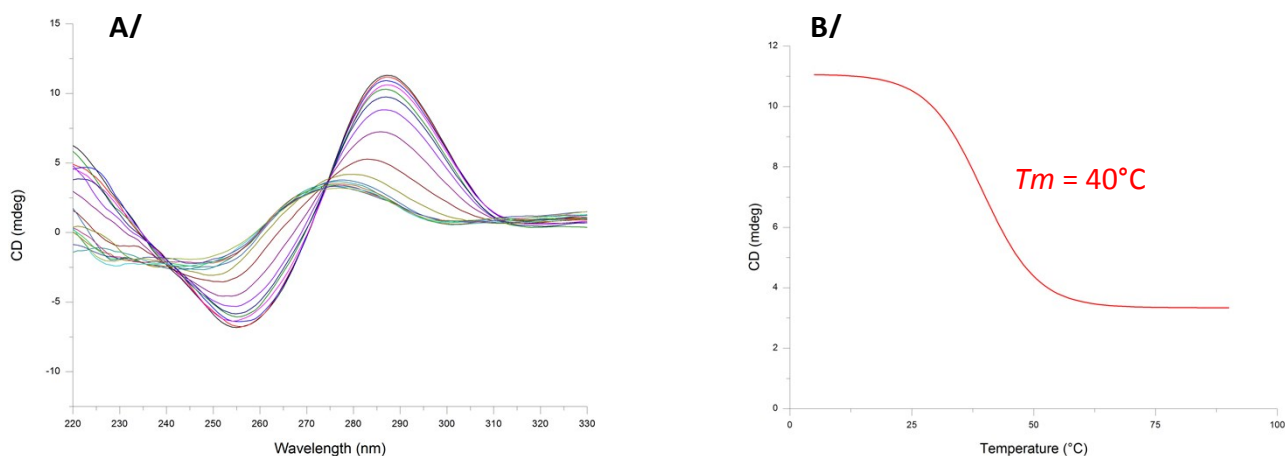 A/
15
10
5
0
-5
-10
CD (mdeg)
220 230 240 250 260 270 280 290 300 310 320 330
Wavelength (nm)
B/
12
10
8
6
4
2
0
CD (mdeg)
Tm = 40°C
0 25 50 75 100
Temperature (°C)